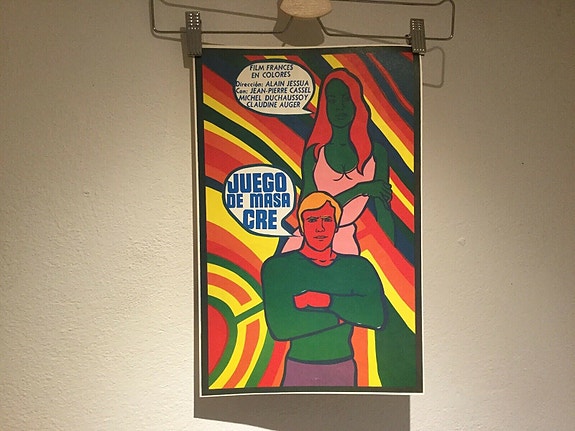 FILM FRANCES
EN COLORES
Dirección: ALAIN JESSUA
Con: JEAN-PIERRE CASSEL
MICHEL DUCHAUSSOY
CLAUDINE AUGER
JUEGO
DE MASA
CRE